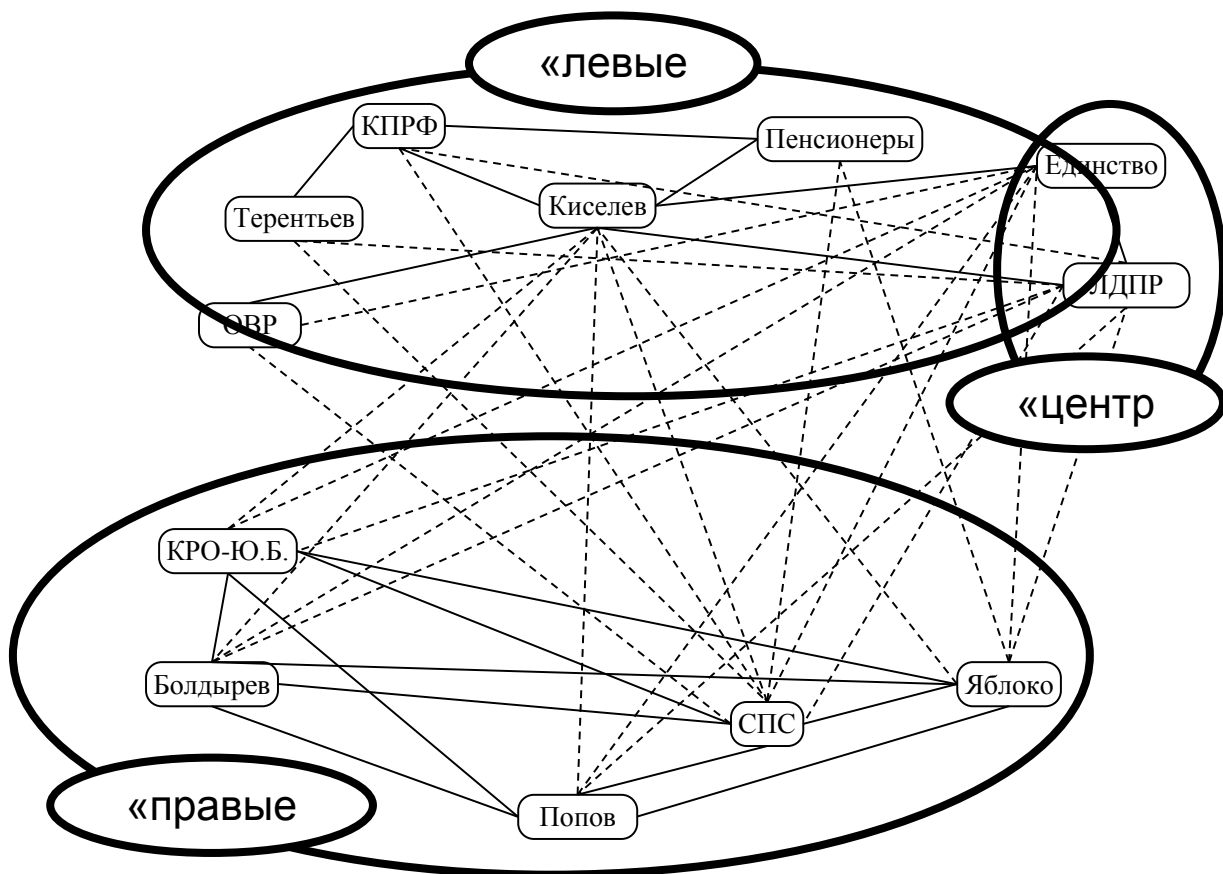 «левые
КПРФ
Пенсионеры
Единство
Терентьев
Киселев
ОВР
ЛДПР
«центр
КРО-Ю.Б.
Болдырев
СПС
Яблоко
«правые
Попов